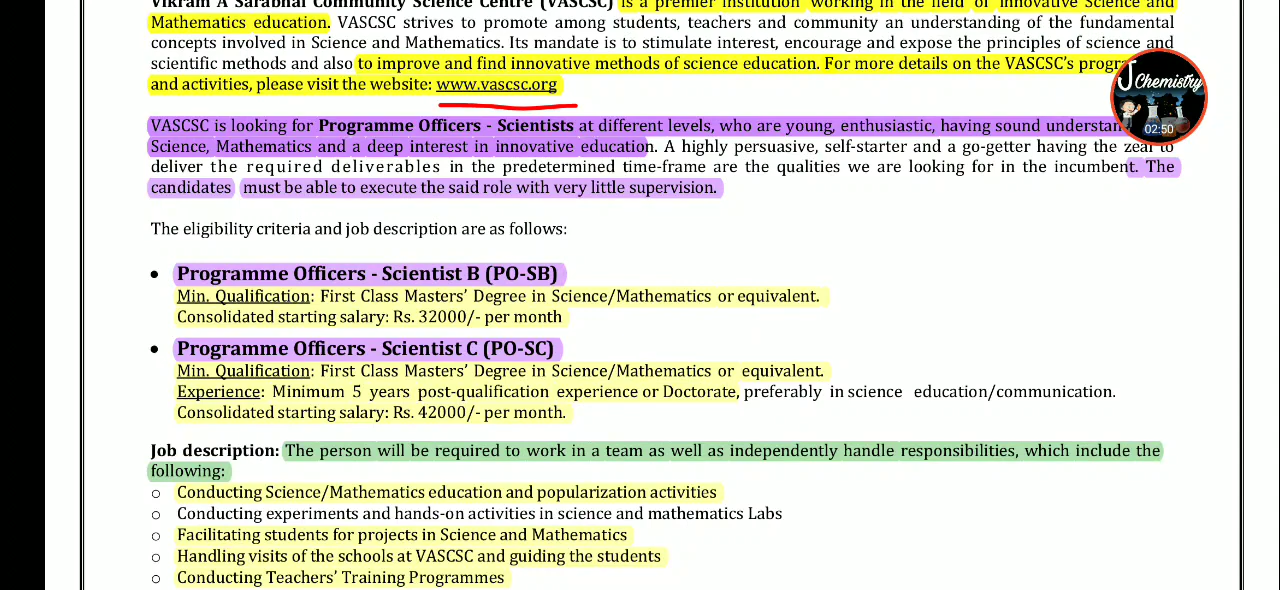 Vikram A Sarabhai Community Science Centre (VASCSC) is a premier institution working in the field of innovative Science and
Mathematics education. VASCSC strives to promote among students, teachers and community an understanding of the fundamental
concepts involved in Science and Mathematics. Its mandate is to stimulate interest, encourage and expose the principles of science and
scientific methods and also to improve and find innovative methods of science education. For more details on the VASCSC's
and activities, please visit the website: www.vascsc.org
J Chemistry
02:50
VASCSC is looking for Programme Officers - Scientists at different levels, who are young, enthusiastic, having sound
Science, Mathematics and a deep interest in innovative education. A highly persuasive, self-starter and a go-getter having the zeal to
deliver the required deliverables in the predetermined time-frame are the qualities we are looking for in the incumbent. The
candidates must be able to execute the said role with very little supervision.
The eligibility criteria and job description are as follows:
• Programme Officers - Scientist B (PO-SB)
Min. Qualification: First Class Masters' Degree in Science/Mathematics or equivalent.
Consolidated starting salary: Rs. 32000/- per month
• Programme Officers - Scientist C (PO-SC)
Min. Qualification: First Class Masters' Degree in Science/Mathematics or equivalent.
Experience: Minimum 5 years post-qualification experience or Doctorate, preferably in science education/communication.
Consolidated starting salary: Rs. 42000/- per month.
Job description: The person will be required to work in a team as well as independently handle responsibilities, which include the
following:
o Conducting Science/Mathematics education and popularization activities
o Conducting experiments and hands-on activities in science and mathematics Labs
o Facilitating students for projects in Science and Mathematics
o Handling visits of the schools at VASCSC and guiding the students
o Conducting Teachers' Training Programmes